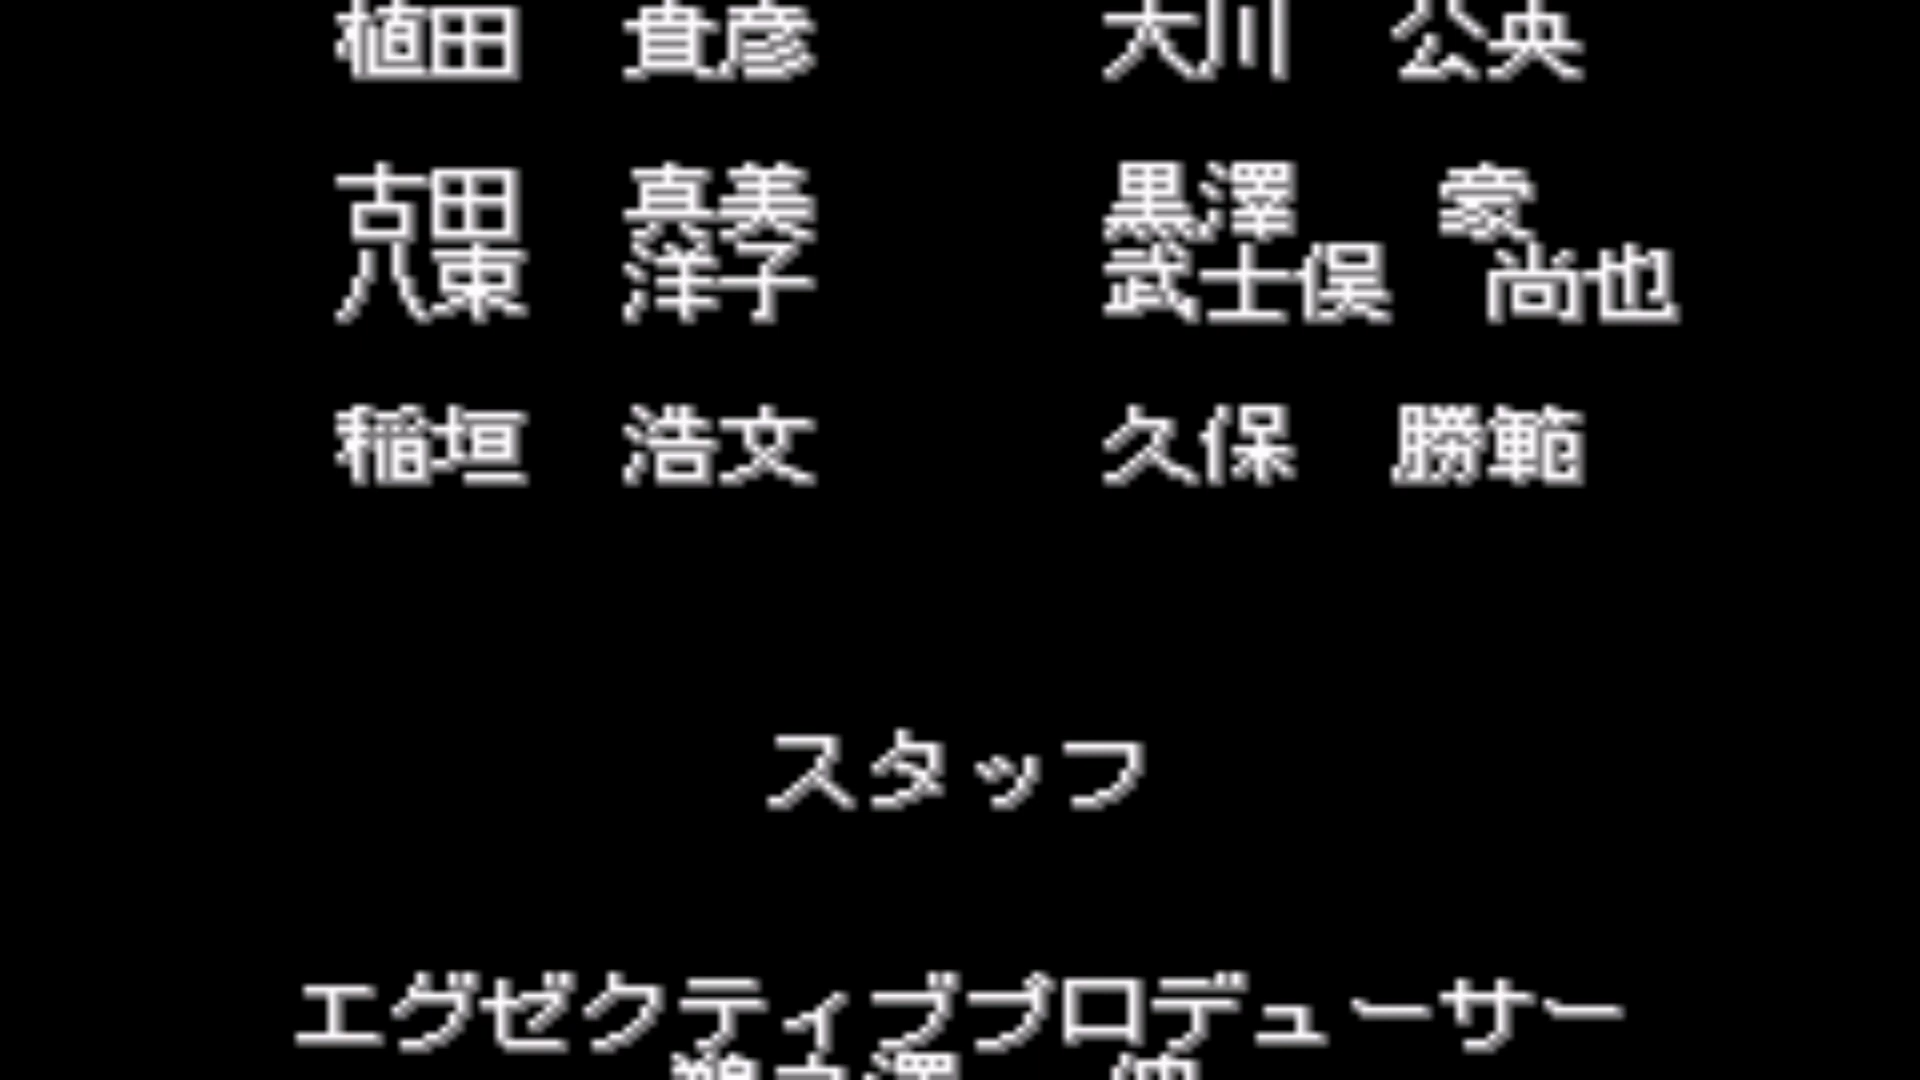 植田　貴彦　　　大川　公央
古田　真美　　　黒澤　豪
八束　洋子　　　武士俣　尚也
稲垣　浩文　　　久保　勝範
スタッフ
エグゼクティブプロデューサー